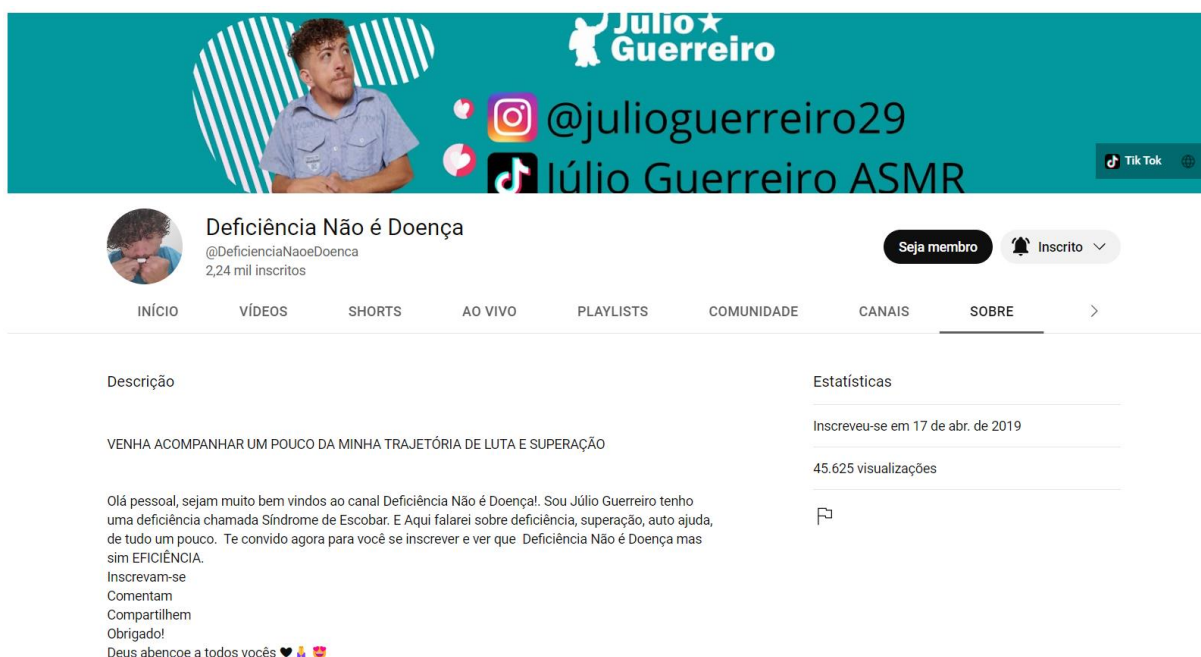 Júlio
Guerreiro
@julioguerreiro29
Júlio Guerreiro ASMR
Tik Tok
Deficiência Não é Doença
@DeficienciaNaoeDoenca
2,24 mil inscritos
Seja membro
Inscrito
INÍCIO VÍDEOS SHORTS AO VIVO PLAYLISTS COMUNIDADE CANAIS SOBRE
Descrição
VENHA ACOMPANHAR UM POUCO DA MINHA TRAJETÓRIA DE LUTA E SUPERAÇÃO
Olá pessoal, sejam muito bem vindos ao canal Deficiência Não é Doença!. Sou Júlio Guerreiro tenho
uma deficiência chamada Síndrome de Escobar. E Aqui falarei sobre deficiência, superação, auto ajuda,
de tudo um pouco. Te convido agora para você se inscrever e ver que Deficiência Não é Doença mas
sim EFICIÊNCIA.
Inscrevam-se
Comentam
Compartilhem
Obrigado!
Deus abençoe a todos vocês 🖤🙏😍
Estatísticas
Inscreveu-se em 17 de abr. de 2019
45.625 visualizações